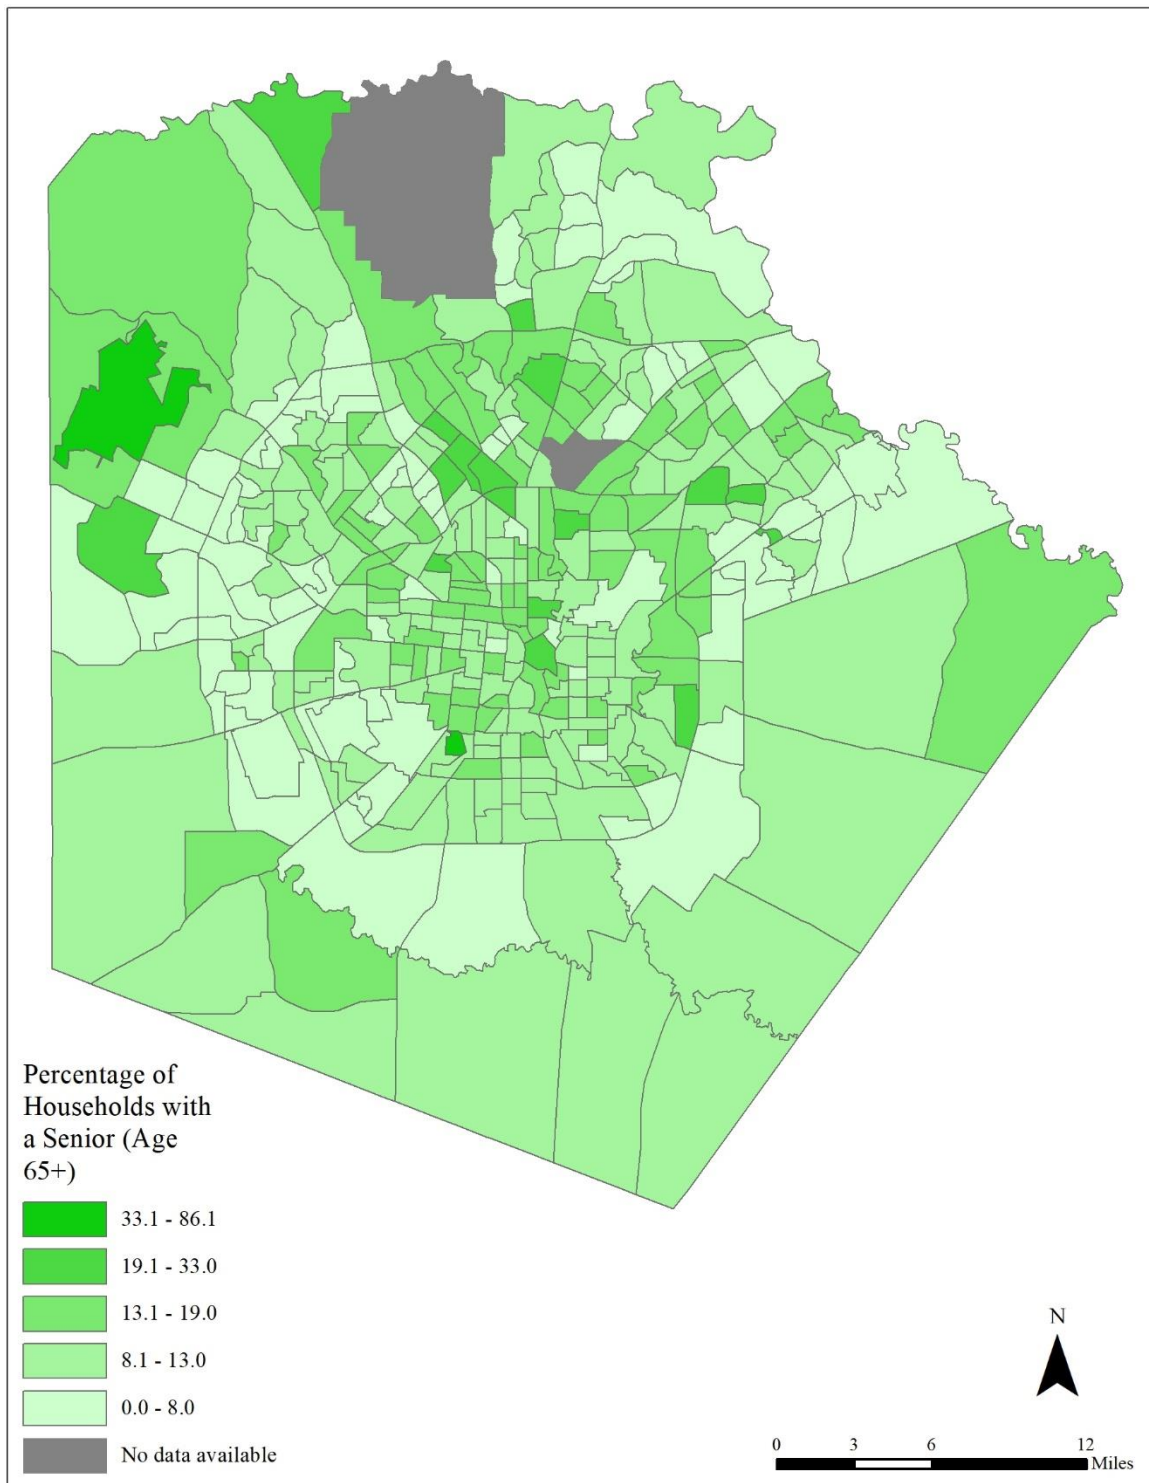 Percentage of
Households with
a Senior (Age
65+)
33.1 - 86.1
19.1 - 33.0
13.1 - 19.0
8.1 - 13.0
0.0 - 8.0
No data available
N
0 3 6 12
Miles